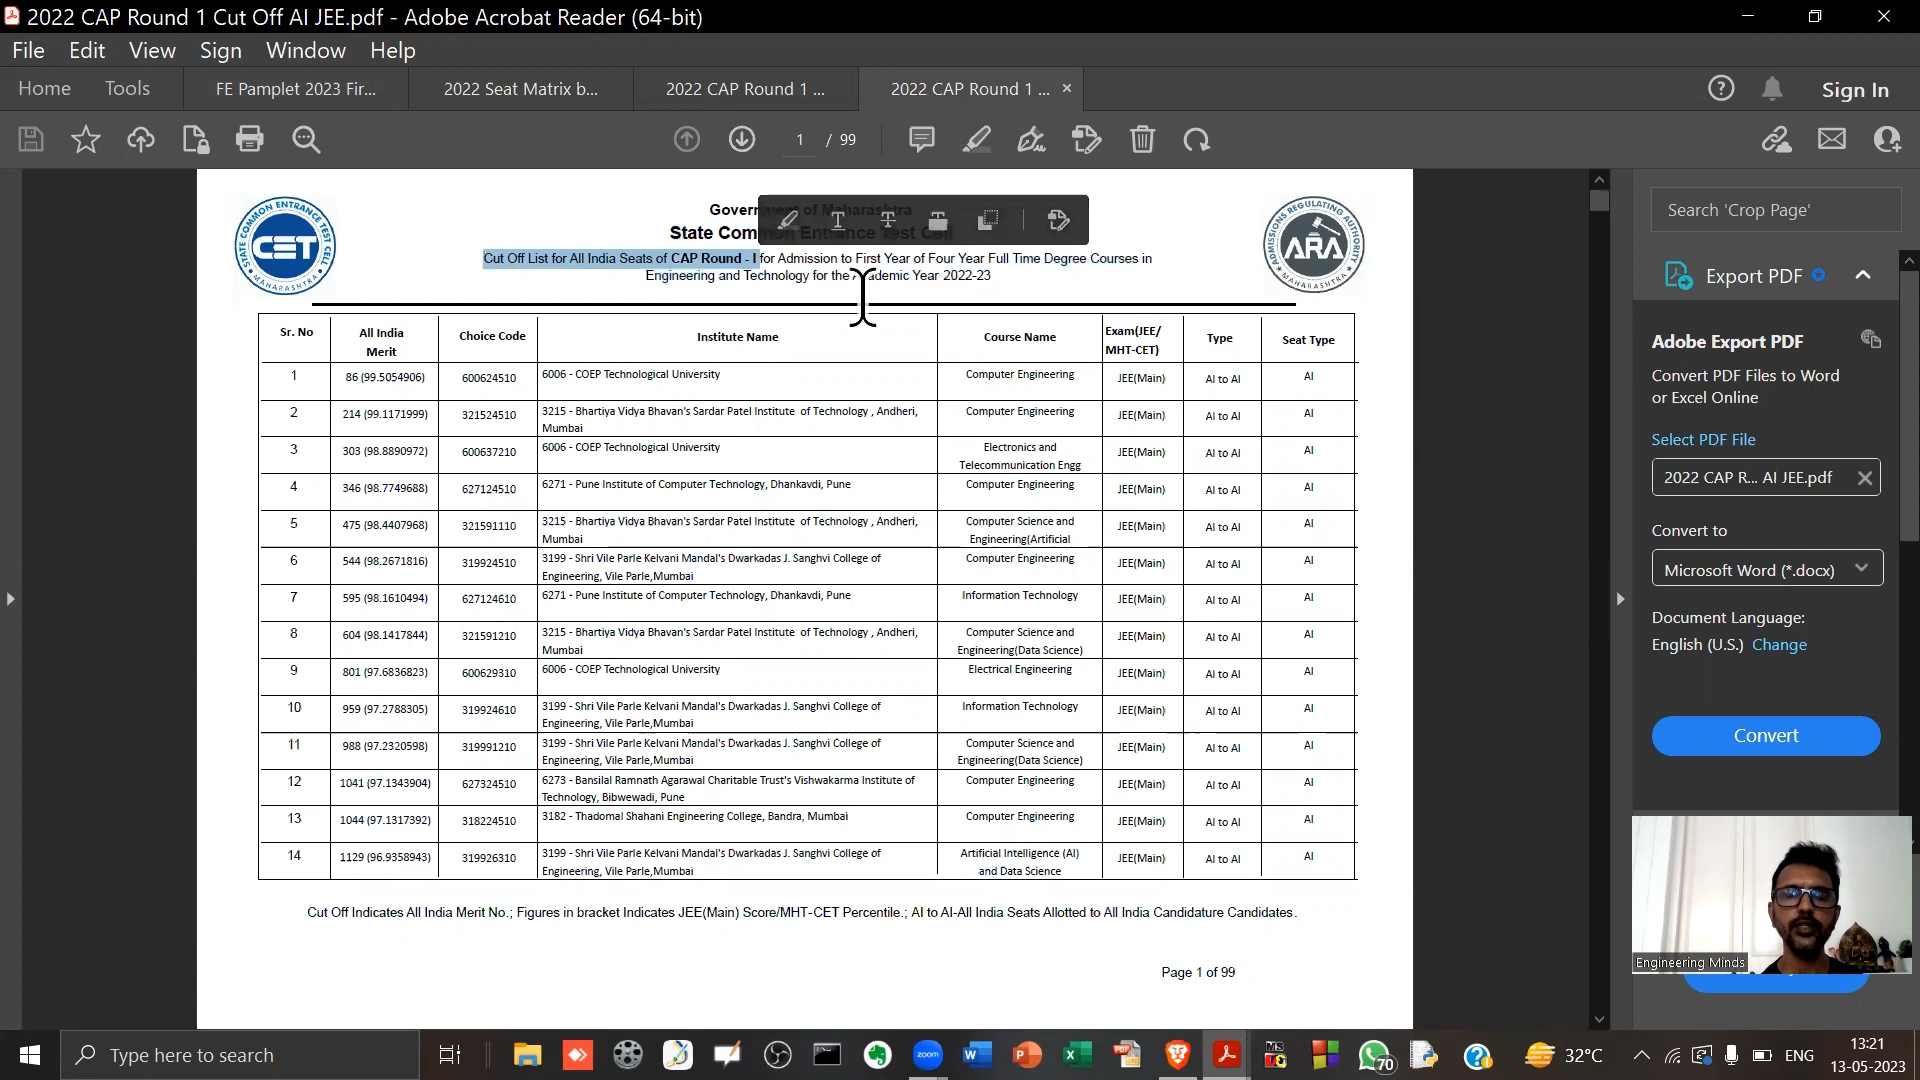 2022 CAP Round 1 Cut Off AI JEE.pdf - Adobe Acrobat Reader (64-bit)
File Edit View Sign Window Help
Home Tools FE Pamplet 2023 Fir... 2022 Seat Matrix b... 2022 CAP Round 1 ... 2022 CAP Round 1 ... × Sign In
1 / 99
STATE COMMON ENTRANCE TEST CELL
CET
MAHARASHTRA
Government of Maharashtra
State Common Entrance Test Cell
Cut Off List for All India Seats of CAP Round - I for Admission to First Year of Four Year Full Time Degree Courses in
Engineering and Technology for the Academic Year 2022-23
ADMISSIONS REGULATING AUTHORITY
ARA
MAHARASHTRA
Sr. No All India Merit Choice Code Institute Name Course Name Exam(JEE/ MHT-CET) Type Seat Type
1 86 (99.5054906) 600624510 6006 - COEP Technological University Computer Engineering JEE(Main) AI to AI AI
2 214 (99.1171999) 321524510 3215 - Bhartiya Vidya Bhavan's Sardar Patel Institute of Technology , Andheri, Mumbai Computer Engineering JEE(Main) AI to AI AI
3 303 (98.8890972) 600637210 6006 - COEP Technological University Electronics and Telecommunication Engg JEE(Main) AI to AI AI
4 346 (98.7749688) 627124510 6271 - Pune Institute of Computer Technology, Dhankavdi, Pune Computer Engineering JEE(Main) AI to AI AI
5 475 (98.4407968) 321591110 3215 - Bhartiya Vidya Bhavan's Sardar Patel Institute of Technology , Andheri, Mumbai Computer Science and Engineering(Artificial JEE(Main) AI to AI AI
6 544 (98.2671816) 319924510 3199 - Shri Vile Parle Kelvani Mandal's Dwarkadas J. Sanghvi College of Engineering, Vile Parle,Mumbai Computer Engineering JEE(Main) AI to AI AI
7 595 (98.1610494) 627124610 6271 - Pune Institute of Computer Technology, Dhankavdi, Pune Information Technology JEE(Main) AI to AI AI
8 604 (98.1417844) 321591210 3215 - Bhartiya Vidya Bhavan's Sardar Patel Institute of Technology , Andheri, Mumbai Computer Science and Engineering(Data Science) JEE(Main) AI to AI AI
9 801 (97.6836823) 600629310 6006 - COEP Technological University Electrical Engineering JEE(Main) AI to AI AI
10 959 (97.2788305) 319924610 3199 - Shri Vile Parle Kelvani Mandal's Dwarkadas J. Sanghvi College of Engineering, Vile Parle,Mumbai Information Technology JEE(Main) AI to AI AI
11 988 (97.2320598) 319991210 3199 - Shri Vile Parle Kelvani Mandal's Dwarkadas J. Sanghvi College of Engineering, Vile Parle,Mumbai Computer Science and Engineering(Data Science) JEE(Main) AI to AI AI
12 1041 (97.1343904) 627324510 6273 - Bansilal Ramnath Agarawal Charitable Trust's Vishwakarma Institute of Technology, Bibwewadi, Pune Computer Engineering JEE(Main) AI to AI AI
13 1044 (97.1317392) 318224510 3182 - Thadomal Shahani Engineering College, Bandra, Mumbai Computer Engineering JEE(Main) AI to AI AI
14 1129 (96.9358943) 319926310 3199 - Shri Vile Parle Kelvani Mandal's Dwarkadas J. Sanghvi College of Engineering, Vile Parle,Mumbai Artificial Intelligence (AI) and Data Science JEE(Main) AI to AI AI
Cut Off Indicates All India Merit No.; Figures in bracket Indicates JEE(Main) Score/MHT-CET Percentile.; AI to AI-All India Seats Allotted to All India Candidature Candidates.
Page 1 of 99
Search 'Crop Page'
Export PDF
Adobe Export PDF
Convert PDF Files to Word
or Excel Online
Select PDF File
2022 CAP R... AI JEE.pdf
Convert to
Microsoft Word (*.docx)
Document Language:
English (U.S.) Change
Convert
Engineering Minds
Type here to search
zoom
70
32°C
ENG
13:21
13-05-2023